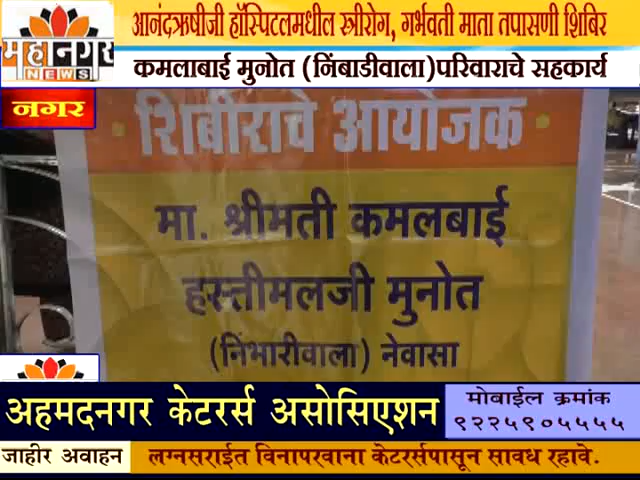 महानगर
NEWS
आनंदऋषीजी हॉस्पिटलमधील स्त्रीरोग, गर्भवती माता तपासणी शिबिर
कमलाबाई मुनोत (निंबाडीवाला)परिवाराचे सहकार्य
नगर
शिबीराचे आयोजक
मा. श्रीमती कमलबाई
हस्तीमलजी मुनोत
(निंभारीवाला) नेवासा
NEWS
अहमदनगर केटरर्स असोसिएशन
मोबाईल क्रमांक
९२२५९०५५५५
जाहीर अवाहन
लग्नसराईत विनापरवाना केटरर्सपासून सावध रहावे.